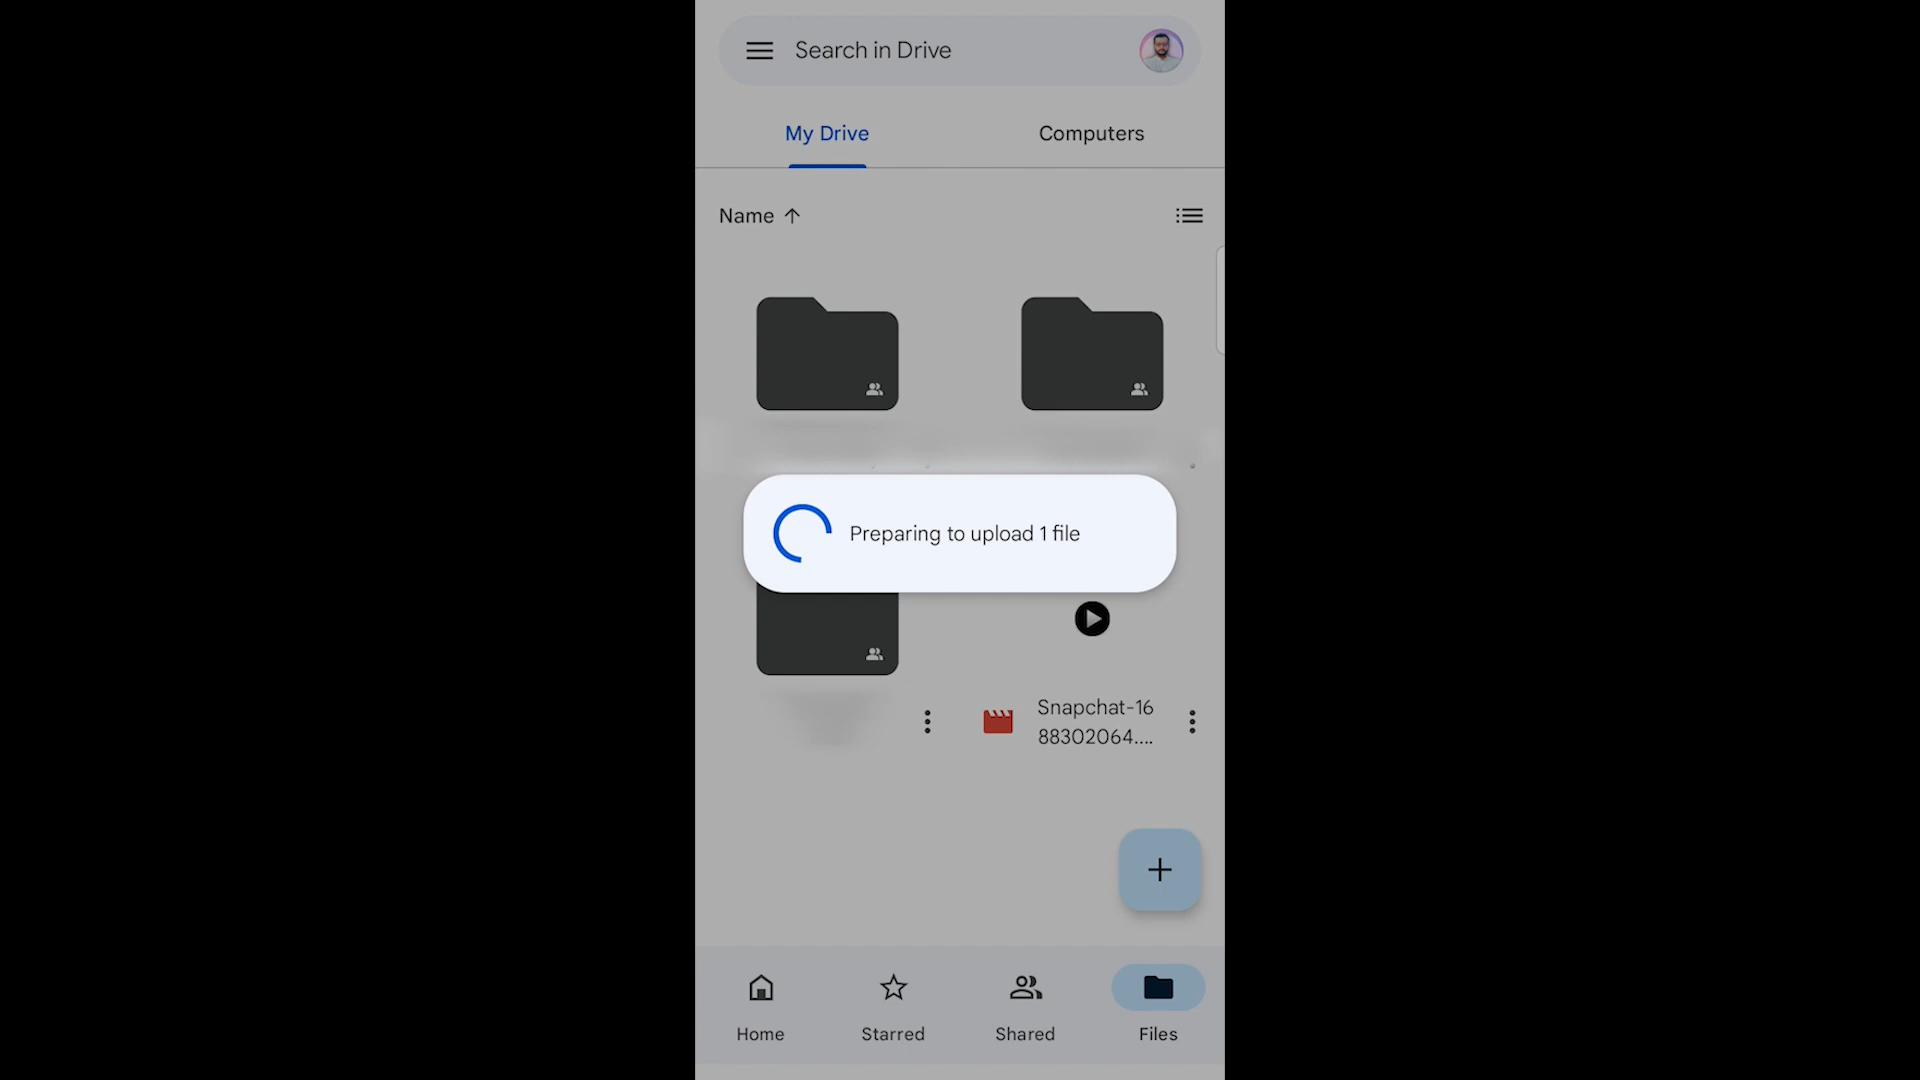 Search in Drive
My Drive
Computers
Name
Preparing to upload 1 file
Snapchat-16
88302064....
Home
Starred
Shared
Files